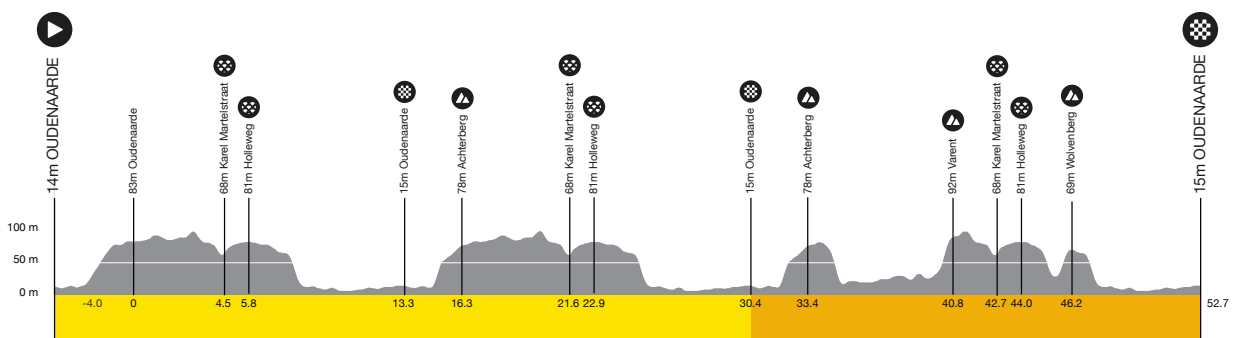 14m OUDENAARDE
83m Oudenaarde
68m Karel Martelstraat
81m Holleweg
15m Oudenaarde
78m Achterberg
68m Karel Martelstraat
81m Holleweg
15m Oudenaarde
78m Achterberg
92m Varent
68m Karel Martelstraat
81m Holleweg
69m Wolvenberg
15m OUDENAARDE
100 m
50 m
0 m
-4.0 0 4.5 5.8 13.3 16.3 21.6 22.9 30.4 33.4 40.8 42.7 44.0 46.2 52.7